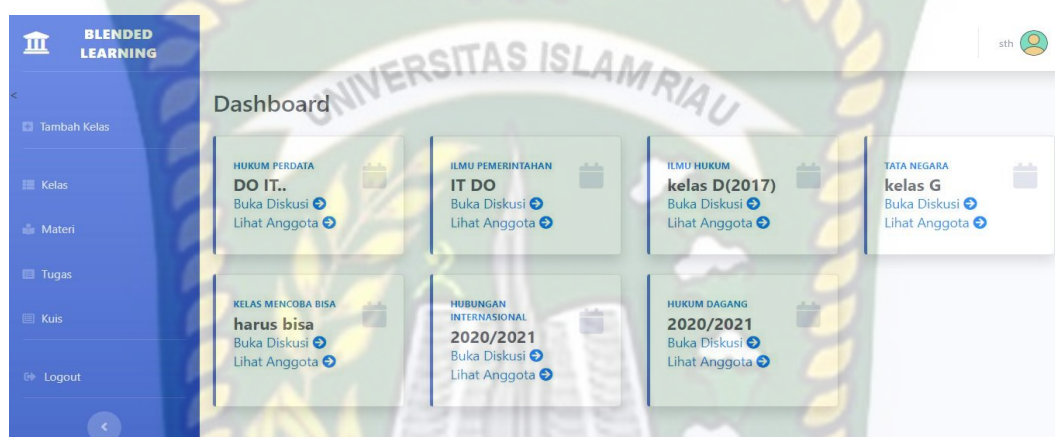 BLENDED
LEARNING
sth
<
Tambah Kelas
Kelas
Materi
Tugas
Kuis
Logout
<
UNIVERSITAS ISLAM RIAU
Dashboard
HUKUM PERDATA
DO IT..
Buka Diskusi
Lihat Anggota
ILMU PEMERINTAHAN
IT DO
Buka Diskusi
Lihat Anggota
ILMU HUKUM
kelas D(2017)
Buka Diskusi
Lihat Anggota
TATA NEGARA
kelas G
Buka Diskusi
Lihat Anggota
KELAS MENCOBA BISA
harus bisa
Buka Diskusi
Lihat Anggota
HUBUNGAN
INTERNASIONAL
2020/2021
Buka Diskusi
Lihat Anggota
HUKUM DAGANG
2020/2021
Buka Diskusi
Lihat Anggota